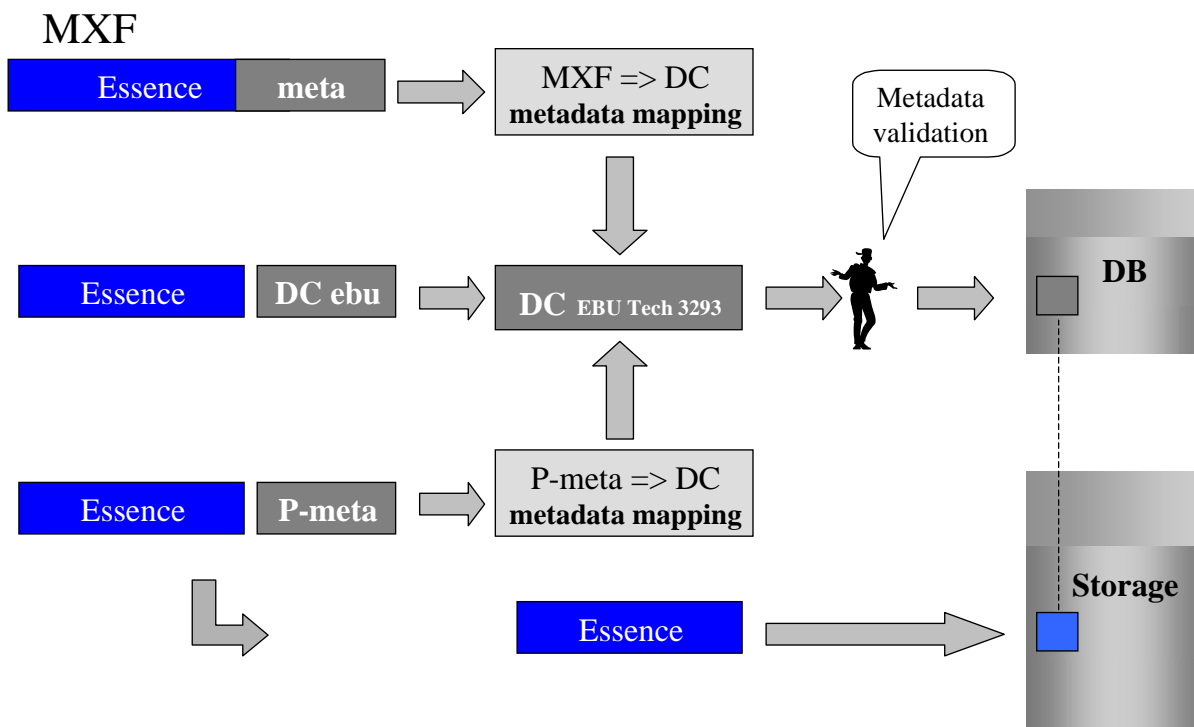 MXF
Essence meta
MXF => DC
metadata mapping
Metadata
validation
Essence DC ebu
DC EBU Tech 3293
DB
Essence P-meta
P-meta => DC
metadata mapping
Essence
Storage